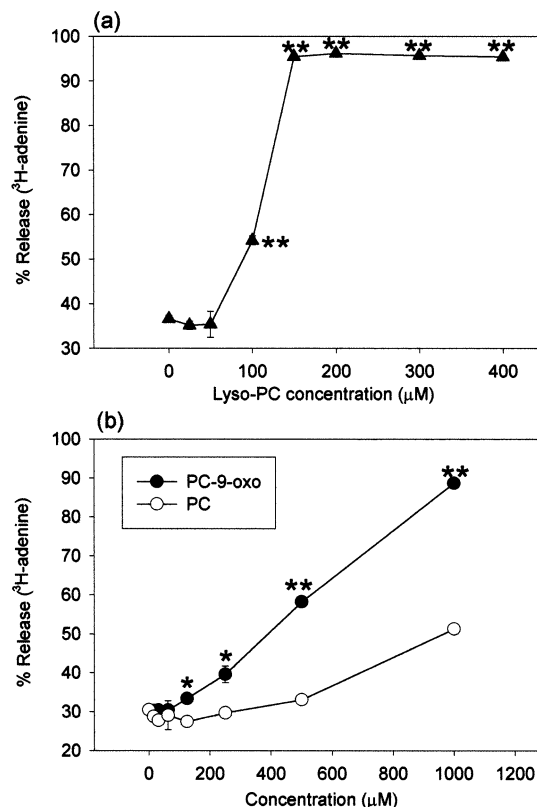 (a)
100
90
80
70
60
50
40
30
% Release (³H-adenine)
** ** ** **
**
0 100 200 300 400
Lyso-PC concentration (μM)
(b)
100
90
80
70
60
50
40
30
20
% Release (³H-adenine)
PC-9-oxo
PC
**
**
*
*
0 200 400 600 800 1000 1200
Concentration (μM)